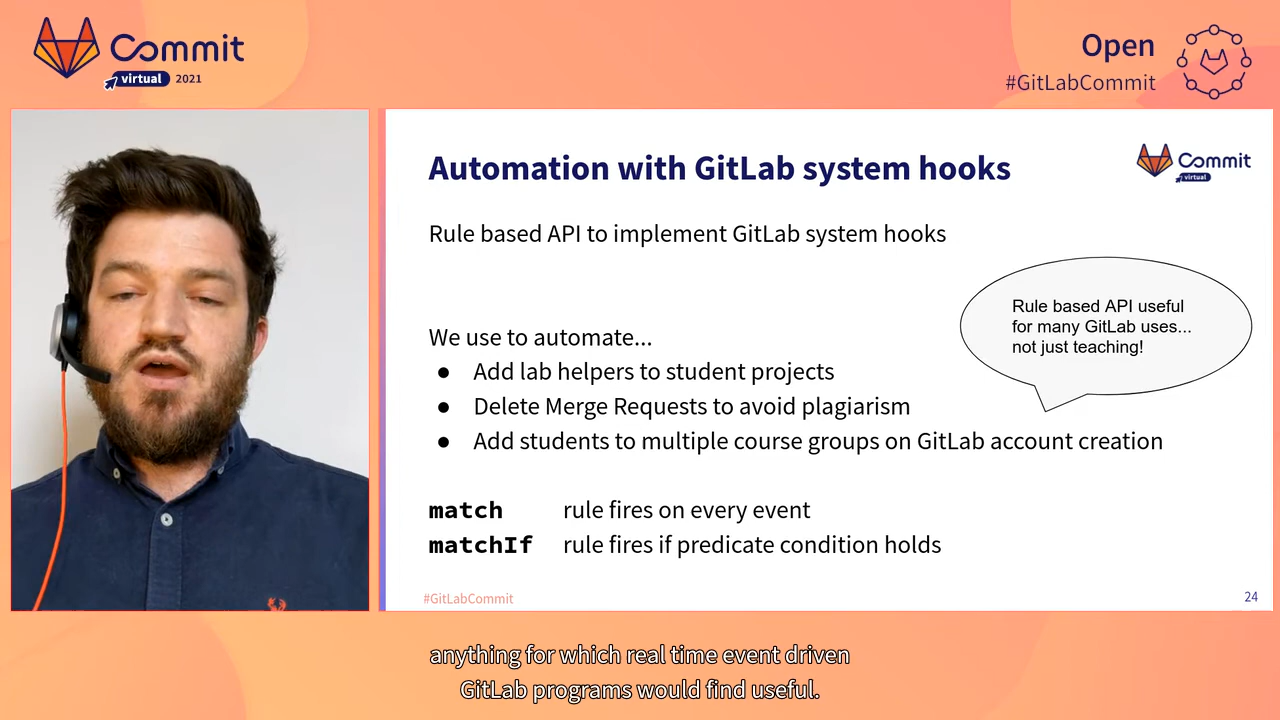 Commit
virtual 2021
Open
#GitLabCommit
Automation with GitLab system hooks
Commit
virtual
Rule based API to implement GitLab system hooks
Rule based API useful
for many GitLab uses...
not just teaching!
We use to automate...
● Add lab helpers to student projects
● Delete Merge Requests to avoid plagiarism
● Add students to multiple course groups on GitLab account creation
match rule fires on every event
matchIf rule fires if predicate condition holds
#GitLabCommit
24
anything for which real time event driven
GitLab programs would find useful.